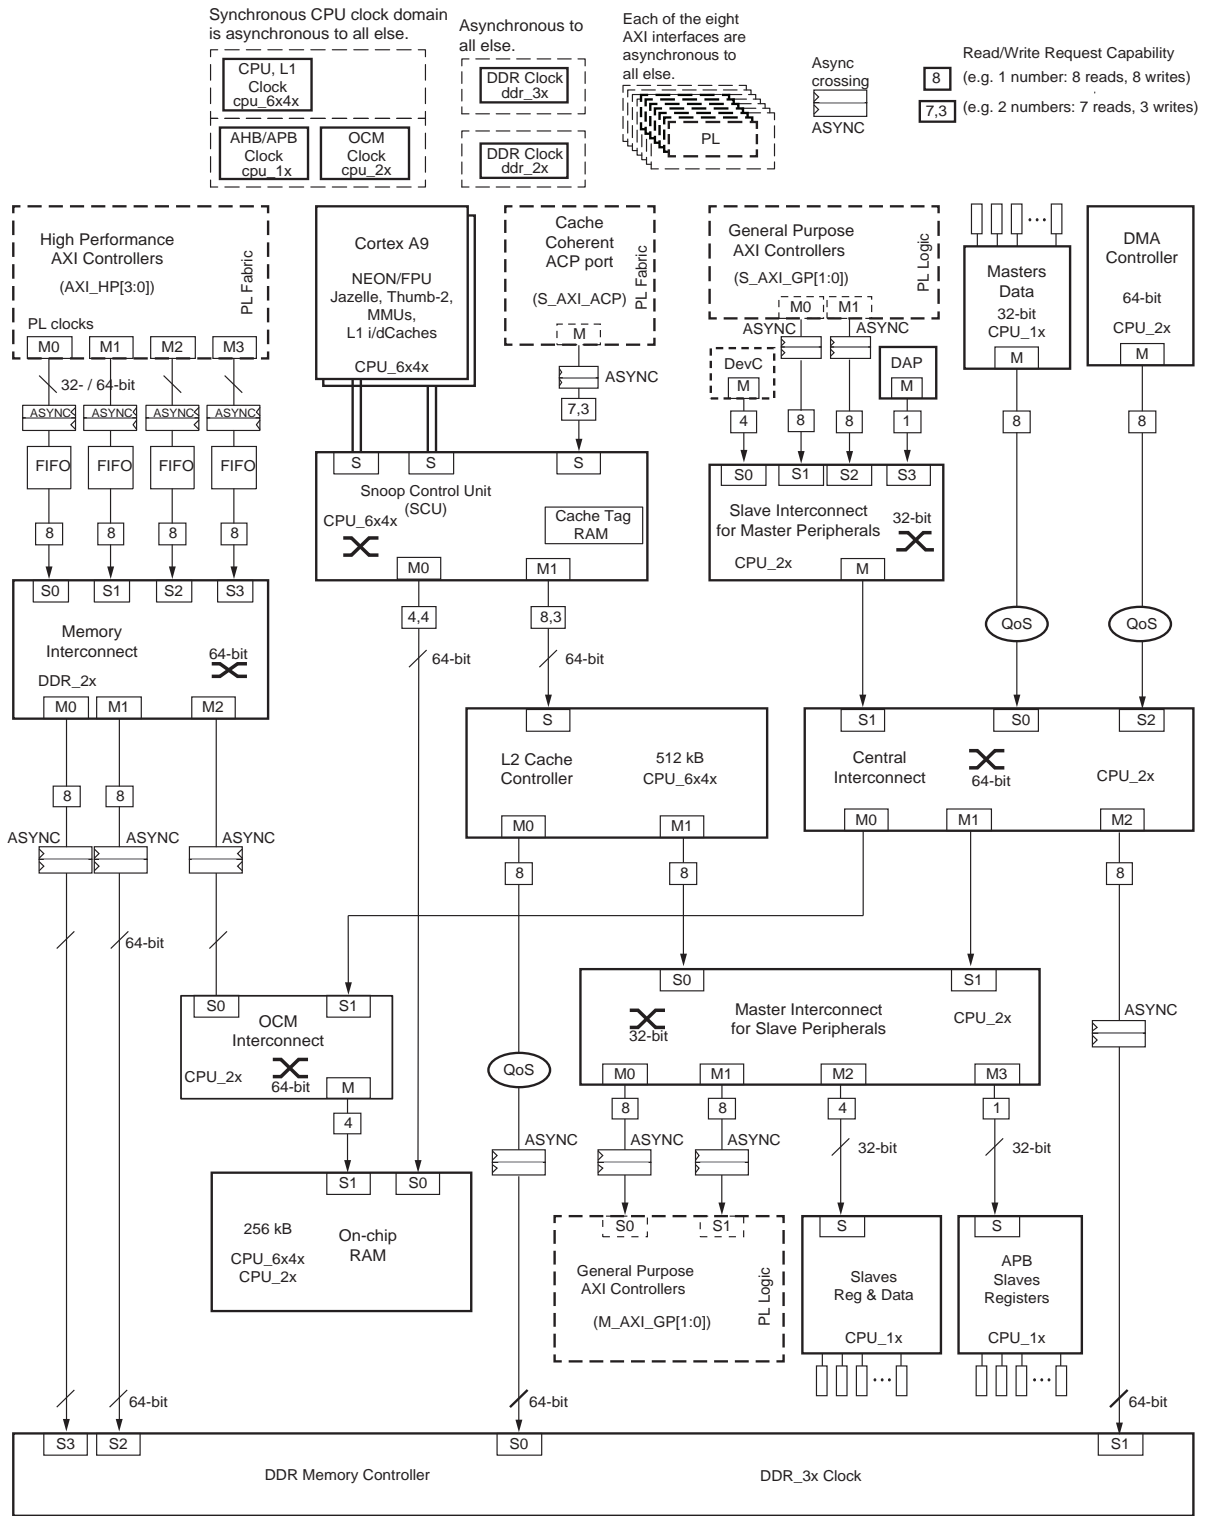 Synchronous CPU clock domain
is asynchronous to all else.
CPU, L1
Clock
cpu_6x4x
AHB/APB
Clock
cpu_1x
OCM
Clock
cpu_2x
Asynchronous to
all else.
DDR Clock
ddr_3x
DDR Clock
ddr_2x
Each of the eight
AXI interfaces are
asynchronous to
all else.
PL
Async
crossing
ASYNC
Read/Write Request Capability
8
(e.g. 1 number: 8 reads, 8 writes)
7,3
(e.g. 2 numbers: 7 reads, 3 writes)
High Performance
AXI Controllers
(AXI_HP[3:0])
PL Fabric
PL clocks
M0
M1
M2
M3
32- / 64-bit
ASYNC
ASYNC
ASYNC
ASYNC
FIFO
FIFO
FIFO
FIFO
8
8
8
8
Cortex A9
NEON/FPU
Jazelle, Thumb-2,
MMUs,
L1 i/dCaches
CPU_6x4x
Cache
Coherent
ACP port
(S_AXI_ACP)
PL Fabric
M
ASYNC
7,3
General Purpose
AXI Controllers
(S_AXI_GP[1:0])
PL Logic
M0
M1
ASYNC
ASYNC
DevC
M
DAP
M
4
8
8
1
Masters
Data
32-bit
CPU_1x
M
8
DMA
Controller
64-bit
CPU_2x
M
8
S
S
S
Snoop Control Unit
(SCU)
CPU_6x4x
Cache Tag
RAM
M0
M1
S0
S1
S2
S3
Slave Interconnect
for Master Peripherals
32-bit
CPU_2x
M
S0
S1
S2
S3
Memory
Interconnect
64-bit
DDR_2x
M0
M1
M2
4,4
64-bit
8,3
64-bit
QoS
QoS
S
L2 Cache
Controller
512 kB
CPU_6x4x
M0
M1
S1
S0
S2
Central
Interconnect
64-bit
CPU_2x
M0
M1
M2
8
8
ASYNC
ASYNC
ASYNC
8
8
8
64-bit
S0
S1
OCM
Interconnect
CPU_2x
64-bit
M
4
S0
S1
Master Interconnect
for Slave Peripherals
32-bit
CPU_2x
M0
M1
M2
M3
ASYNC
QoS
8
8
4
1
ASYNC
ASYNC
ASYNC
32-bit
32-bit
S1
S0
256 kB
CPU_6x4x
CPU_2x
On-chip
RAM
S0
S1
General Purpose
AXI Controllers
(M_AXI_GP[1:0])
PL Logic
S
Slaves
Reg & Data
CPU_1x
S
APB
Slaves
Registers
CPU_1x
64-bit
64-bit
64-bit
S3
S2
S0
S1
DDR Memory Controller
DDR_3x Clock